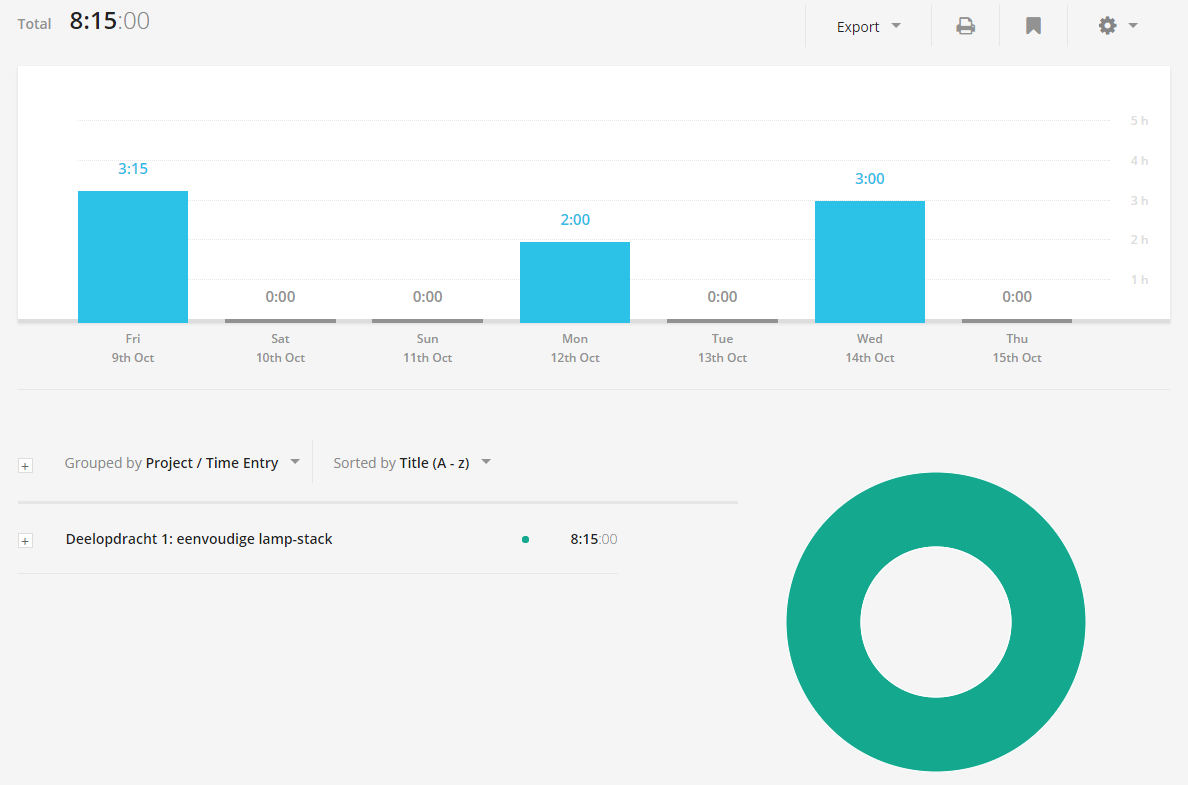 Total 8:15:00
Export
5 h
4 h
3:15
3:00
3 h
2:00
2 h
1 h
0:00 0:00 0:00 0:00
Fri Sat Sun Mon Tue Wed Thu
9th Oct 10th Oct 11th Oct 12th Oct 13th Oct 14th Oct 15th Oct
Grouped by Project / Time Entry Sorted by Title (A - z)
Deelopdracht 1: eenvoudige lamp-stack 8:15:00